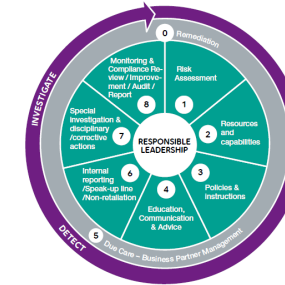 0
Remediation
Monitoring &
Compliance Re-
view / Improve-
ment / Audit /
Report
8
Risk
Assessment
1
INVESTIGATE
Special
investigation &
disciplinary
/corrective
actions
7
RESPONSIBLE
LEADERSHIP
2
Resources
and
capabilities
Internal
reporting
/Speak-up line
/Non-retaliation
6
3
Policies &
Instructions
4
Education,
Communication
& Advice
DETECT
5
Due Care – Business Partner Management